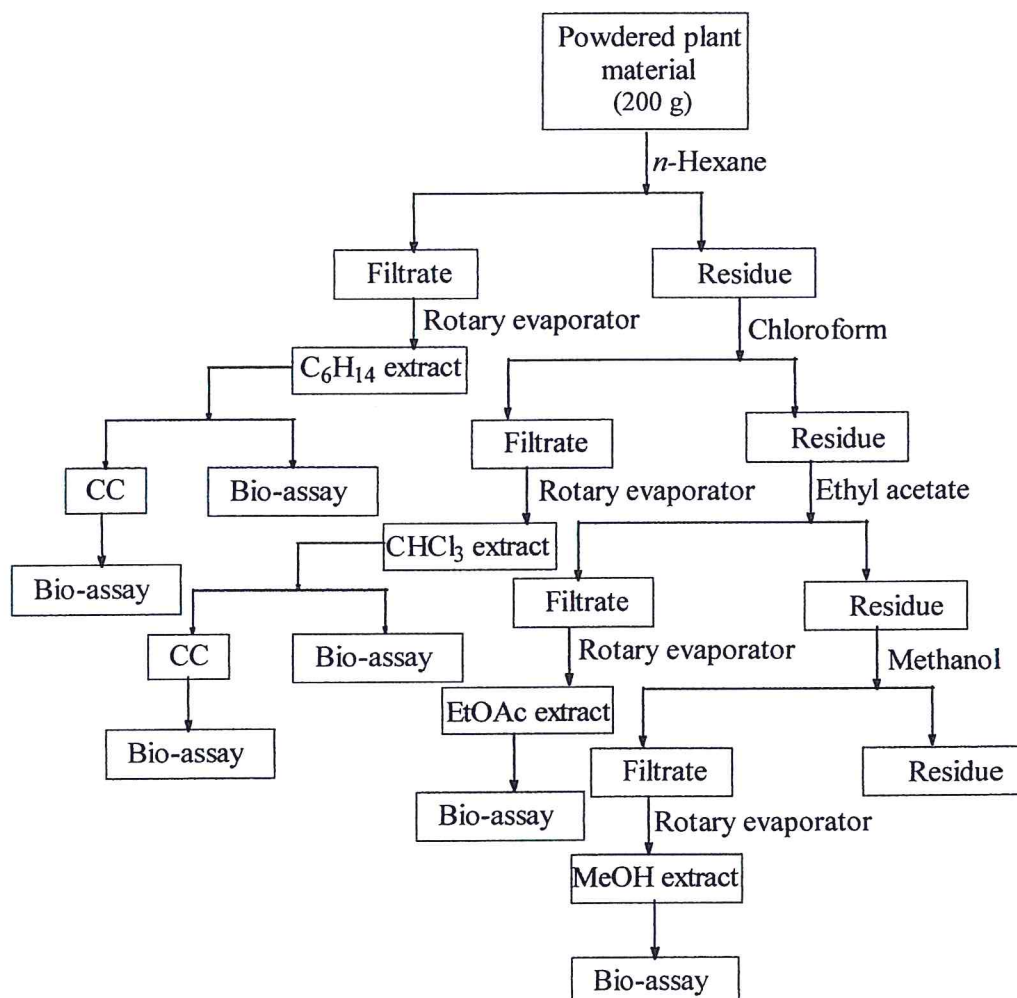 Powdered plant
material
(200 g)
n-Hexane
Filtrate
Residue
Rotary evaporator
Chloroform
C₆H₁₄ extract
Filtrate
Residue
CC
Bio-assay
Rotary evaporator
Ethyl acetate
CHCl₃ extract
Bio-assay
Filtrate
Residue
CC
Bio-assay
Rotary evaporator
Methanol
EtOAc extract
Bio-assay
Filtrate
Residue
Bio-assay
Rotary evaporator
MeOH extract
Bio-assay